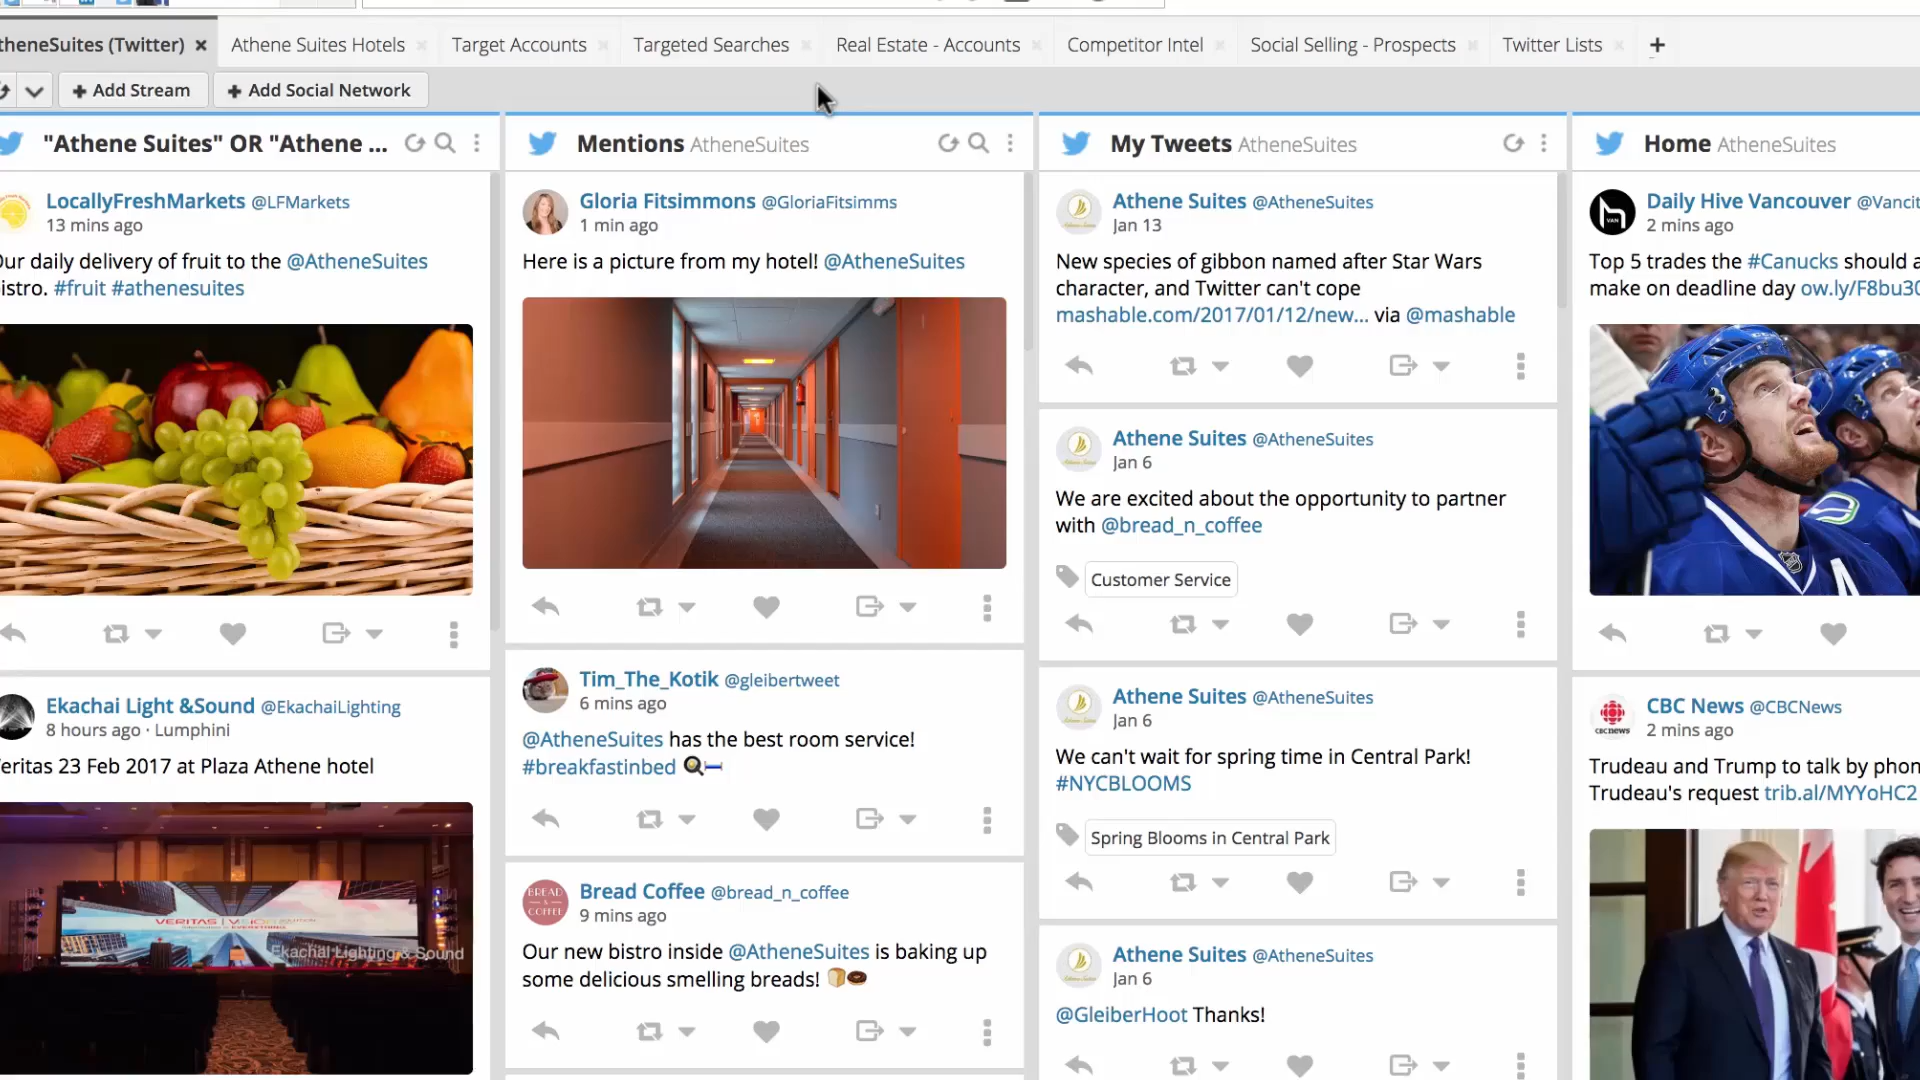 theneSuites (Twitter)
Athene Suites Hotels
Target Accounts
Targeted Searches
Real Estate - Accounts
Competitor Intel
Social Selling - Prospects
Twitter Lists
Add Stream
Add Social Network
"Athene Suites" OR "Athene ...
LocallyFreshMarkets @LFMarkets
13 mins ago
Our daily delivery of fruit to the @AtheneSuites
istro. #fruit #athenesuites
Ekachai Light &Sound @EkachaiLighting
8 hours ago · Lumphini
eritas 23 Feb 2017 at Plaza Athene hotel
VERITAS | VISION
Ekachai Lighting & Sound
Mentions AtheneSuites
Gloria Fitsimmons @GloriaFitsimms
1 min ago
Here is a picture from my hotel! @AtheneSuites
Tim_The_Kotik @gleibertweet
6 mins ago
@AtheneSuites has the best room service!
#breakfastinbed
BREAD
&
COFFEE
Bread Coffee @bread_n_coffee
9 mins ago
Our new bistro inside @AtheneSuites is baking up
some delicious smelling breads!
My Tweets AtheneSuites
Athene Suites @AtheneSuites
Jan 13
New species of gibbon named after Star Wars
character, and Twitter can't cope
mashable.com/2017/01/12/new... via @mashable
Athene Suites @AtheneSuites
Jan 6
We are excited about the opportunity to partner
with @bread_n_coffee
Customer Service
Athene Suites @AtheneSuites
Jan 6
We can't wait for spring time in Central Park!
#NYCBLOOMS
Spring Blooms in Central Park
Athene Suites @AtheneSuites
Jan 6
@GleiberHoot Thanks!
Home AtheneSuites
VAN
Daily Hive Vancouver @Vancit
2 mins ago
Top 5 trades the #Canucks should a
make on deadline day ow.ly/F8bu30
CBC NEWS
CBC News @CBCNews
2 mins ago
Trudeau and Trump to talk by phon
Trudeau's request trib.al/MYYoHC2